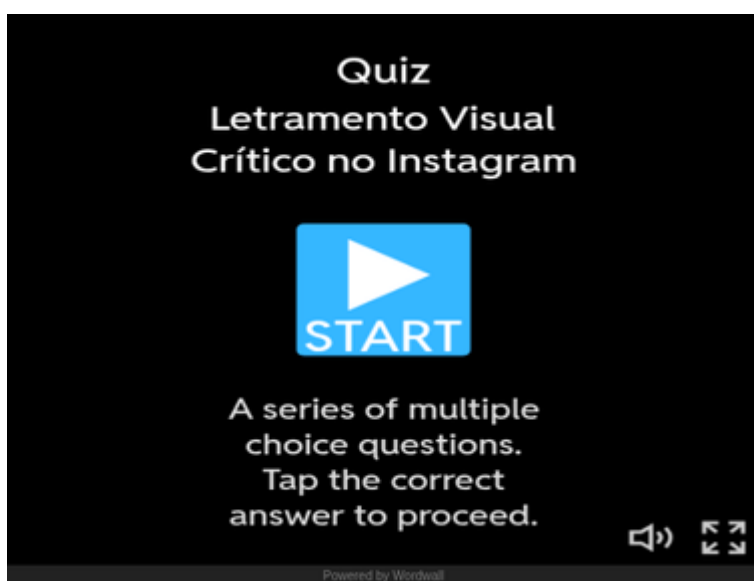 Quiz
Letramento Visual
Crítico no Instagram
START
A series of multiple
choice questions.
Tap the correct
answer to proceed.
Powered by Wordwall